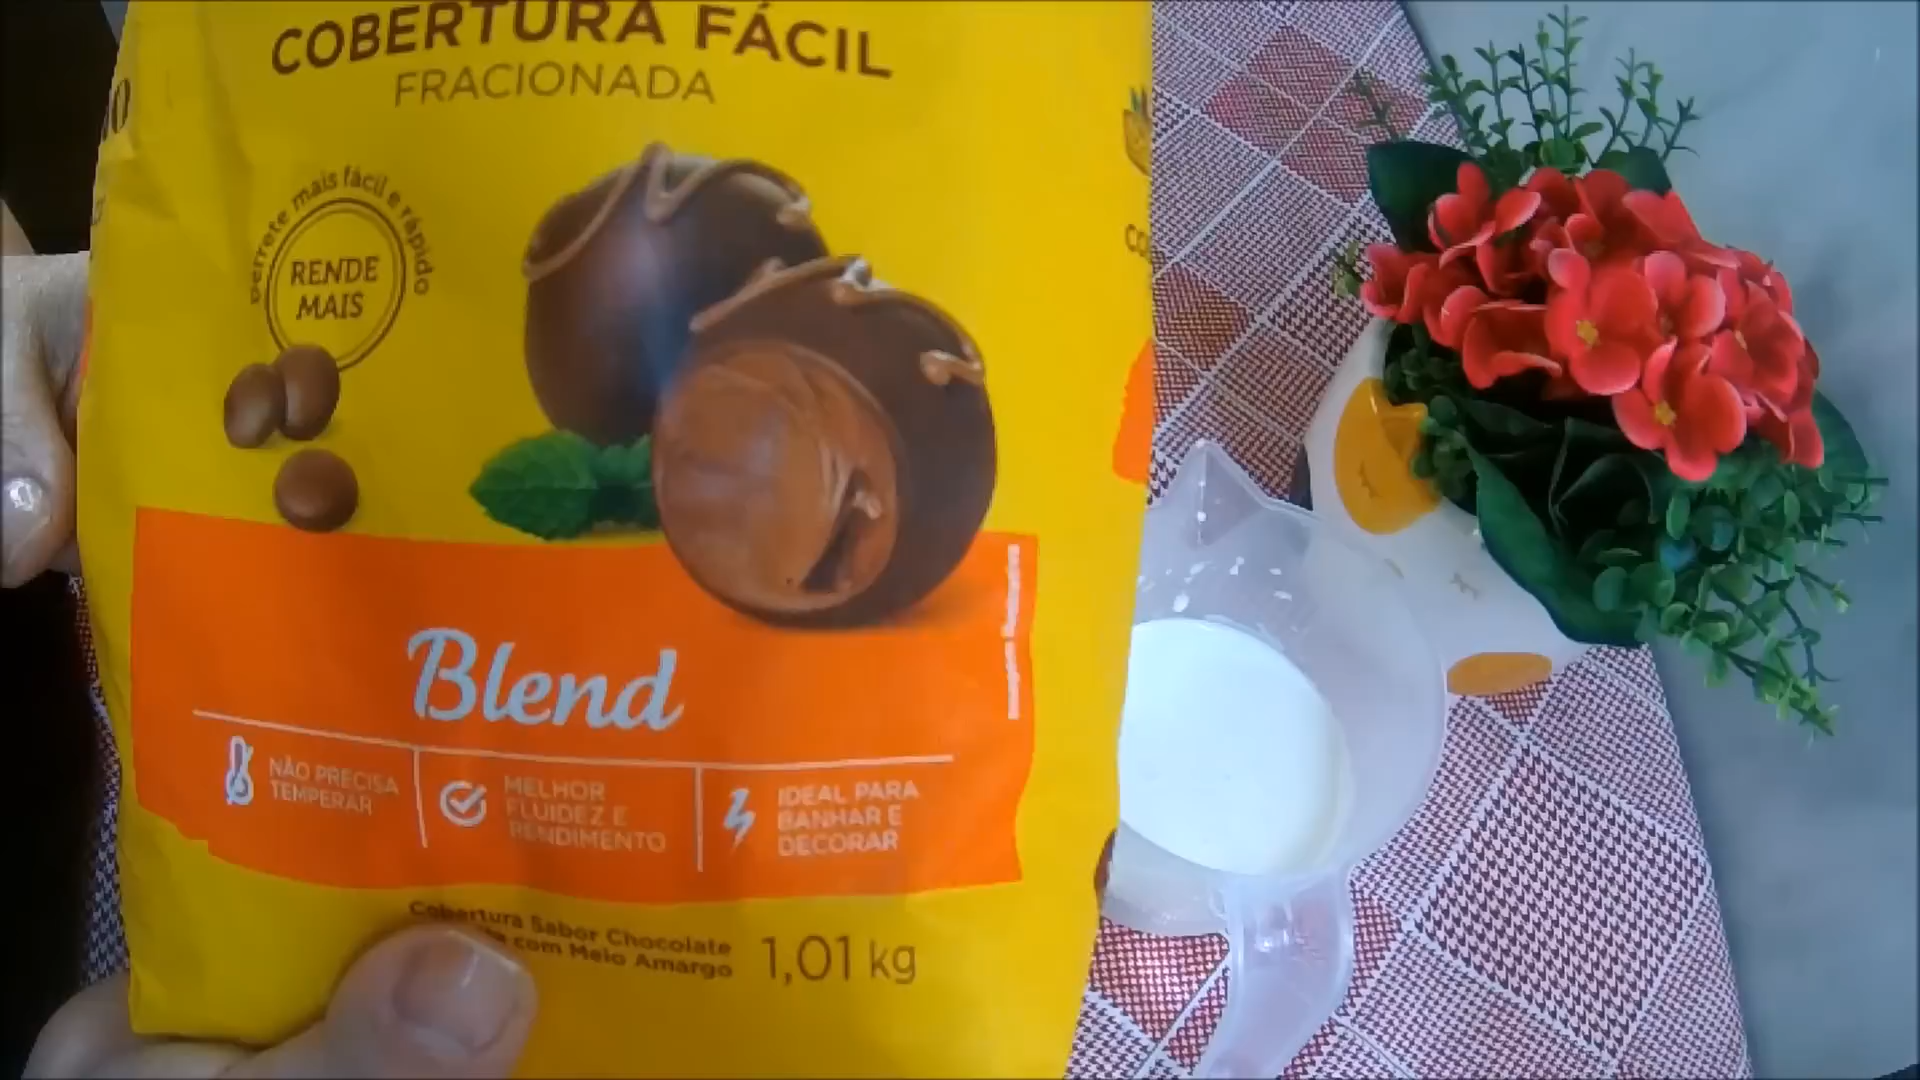 COBERTURA FÁCIL
FRACIONADA
derrete mais fácil e rápido
RENDE
MAIS
Blend
NÃO PRECISA
TEMPERAR
MELHOR
FLUIDEZ E
RENDIMENTO
IDEAL PARA
BANHAR E
DECORAR
Cobertura Sabor Chocolate
com Meio Amargo
1,01 kg